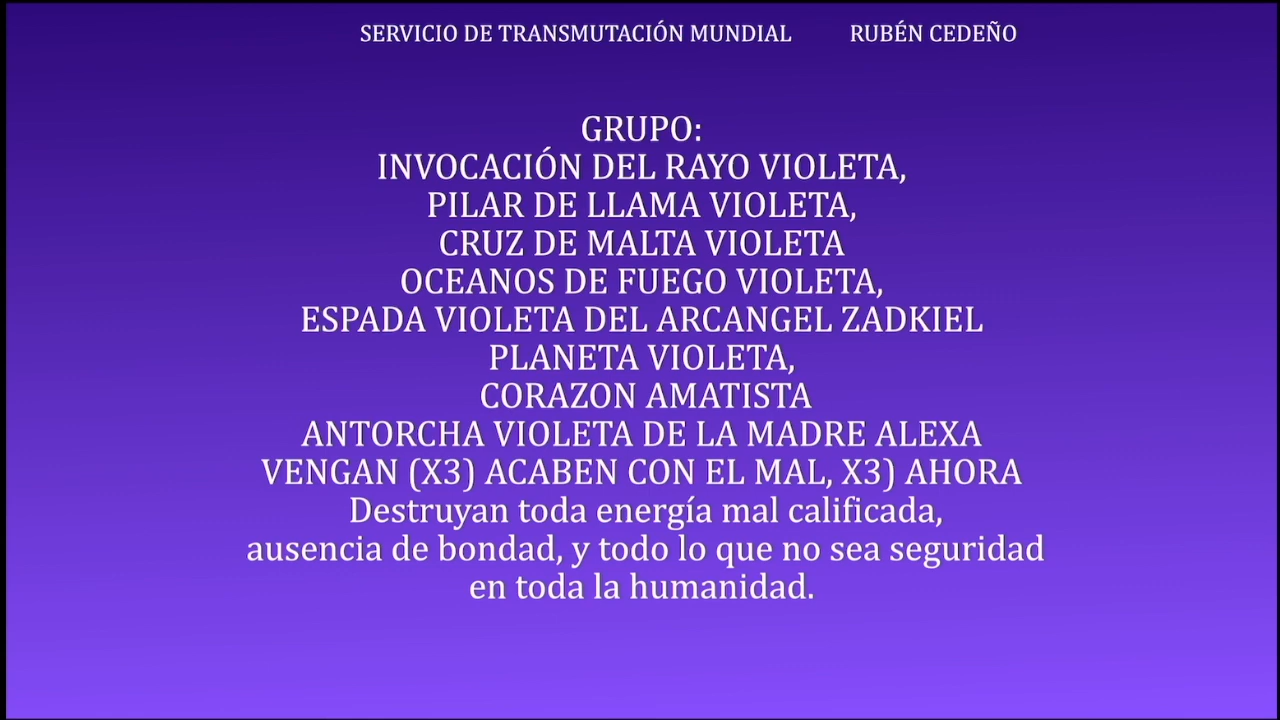 SERVICIO DE TRANSMUTACIÓN MUNDIAL RUBÉN CEDEÑO
GRUPO:
INVOCACIÓN DEL RAYO VIOLETA,
PILAR DE LLAMA VIOLETA,
CRUZ DE MALTA VIOLETA
OCEANOS DE FUEGO VIOLETA,
ESPADA VIOLETA DEL ARCANGEL ZADKIEL
PLANETA VIOLETA,
CORAZON AMATISTA
ANTORCHA VIOLETA DE LA MADRE ALEXA
VENGAN (X3) ACABEN CON EL MAL, X3) AHORA
Destruyan toda energía mal calificada,
ausencia de bondad, y todo lo que no sea seguridad
en toda la humanidad.